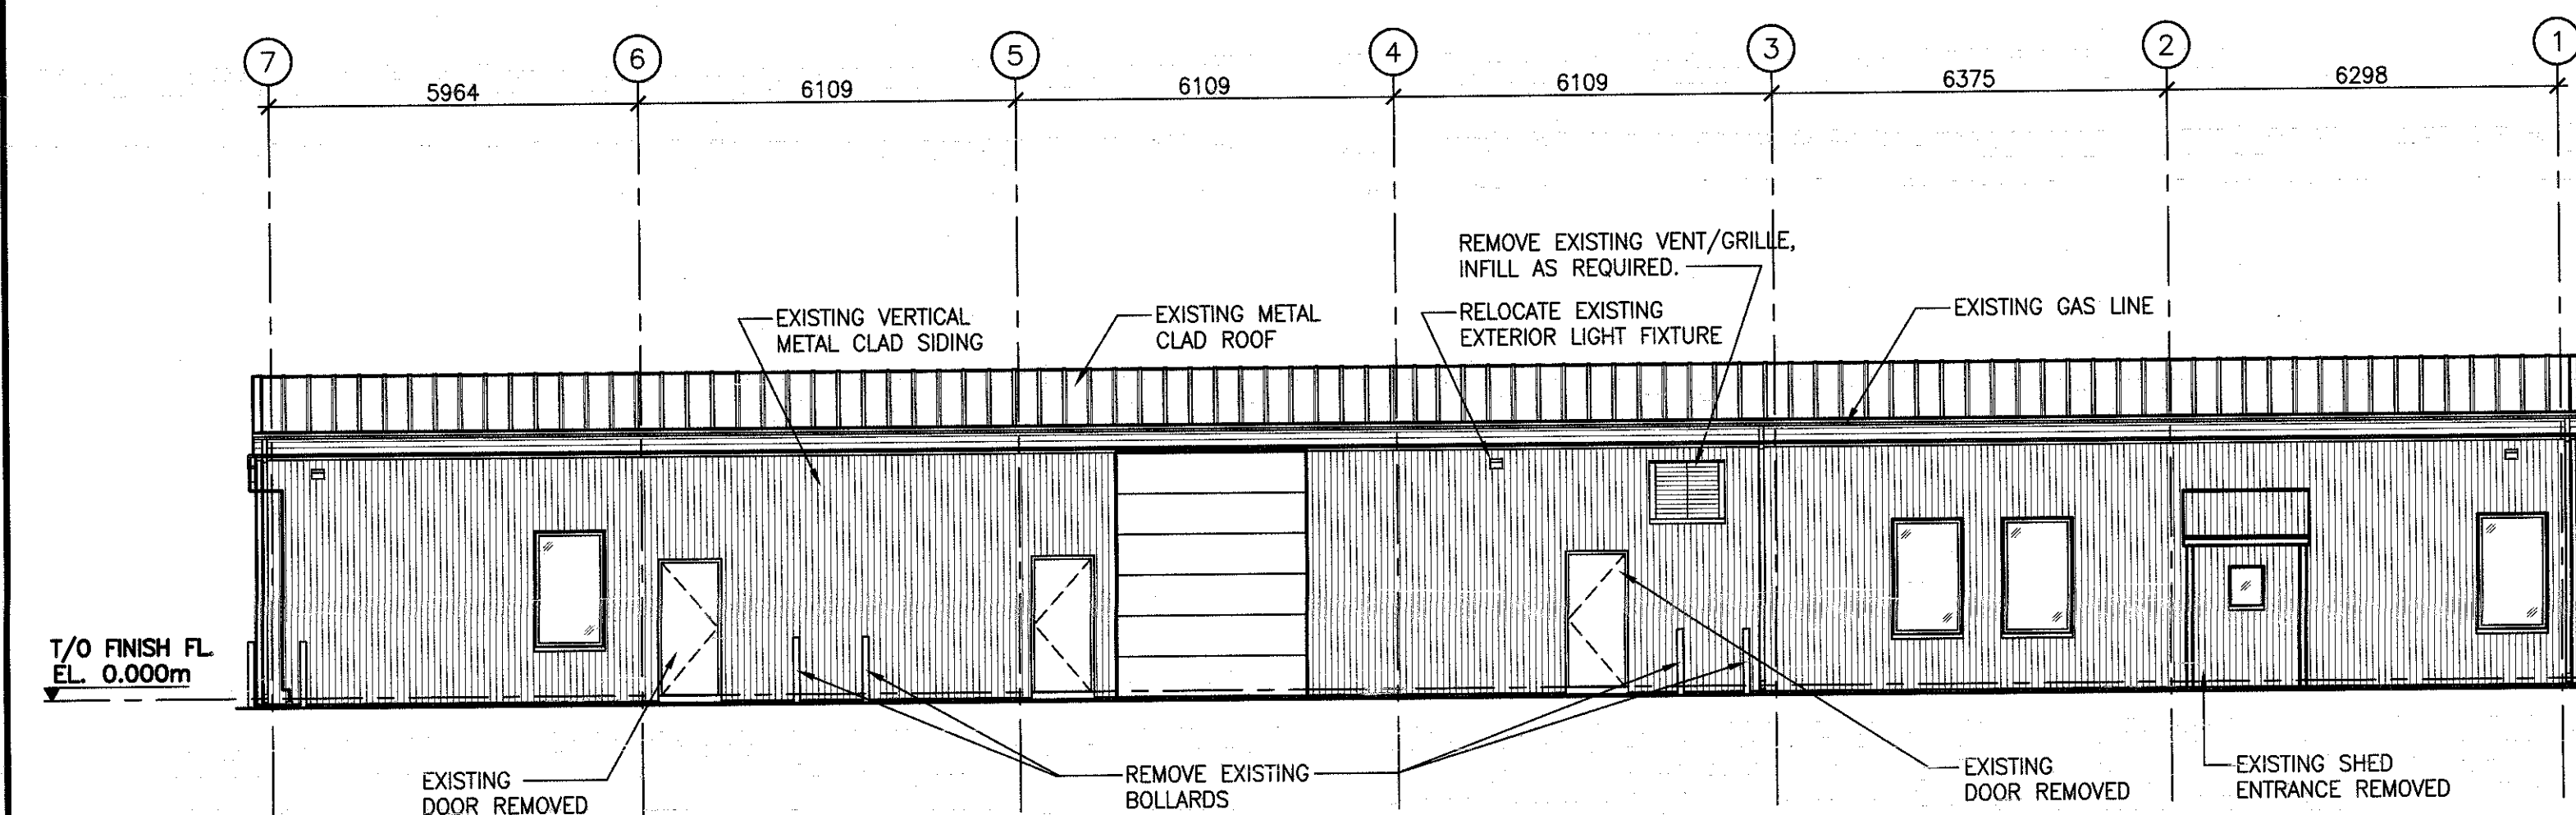 7 6 5 4 3 2 1
5964 6109 6109 6109 6375 6298
REMOVE EXISTING VENT/GRILLE,
INFILL AS REQUIRED.
EXISTING VERTICAL
METAL CLAD SIDING
EXISTING METAL
CLAD ROOF
RELOCATE EXISTING
EXTERIOR LIGHT FIXTURE
EXISTING GAS LINE
T/O FINISH FL.
EL. 0.000m
EXISTING
DOOR REMOVED
REMOVE EXISTING
BOLLARDS
EXISTING
DOOR REMOVED
EXISTING SHED
ENTRANCE REMOVED